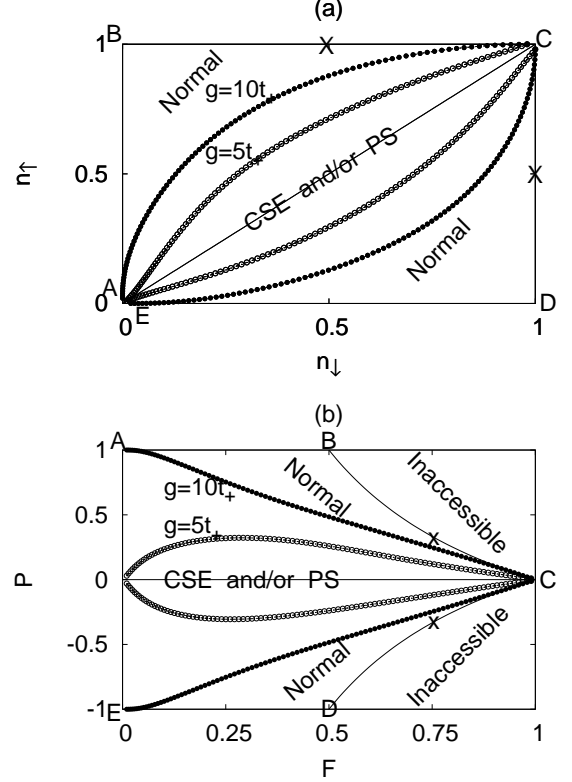 (a)
B
1
X
C
Normal
g=10t₊
g=5t₊
n↑
0.5
CSE and/or PS
X
Normal
A
0
E
D
0
0.5
1
n↓
(b)
A
1
B
Inaccessible
Normal
g=10t₊
0.5
g=5t₊
x
P
0
CSE and/or PS
C
-0.5
x
Normal
Inaccessible
-1
E
D
0
0.25
0.5
0.75
1
F